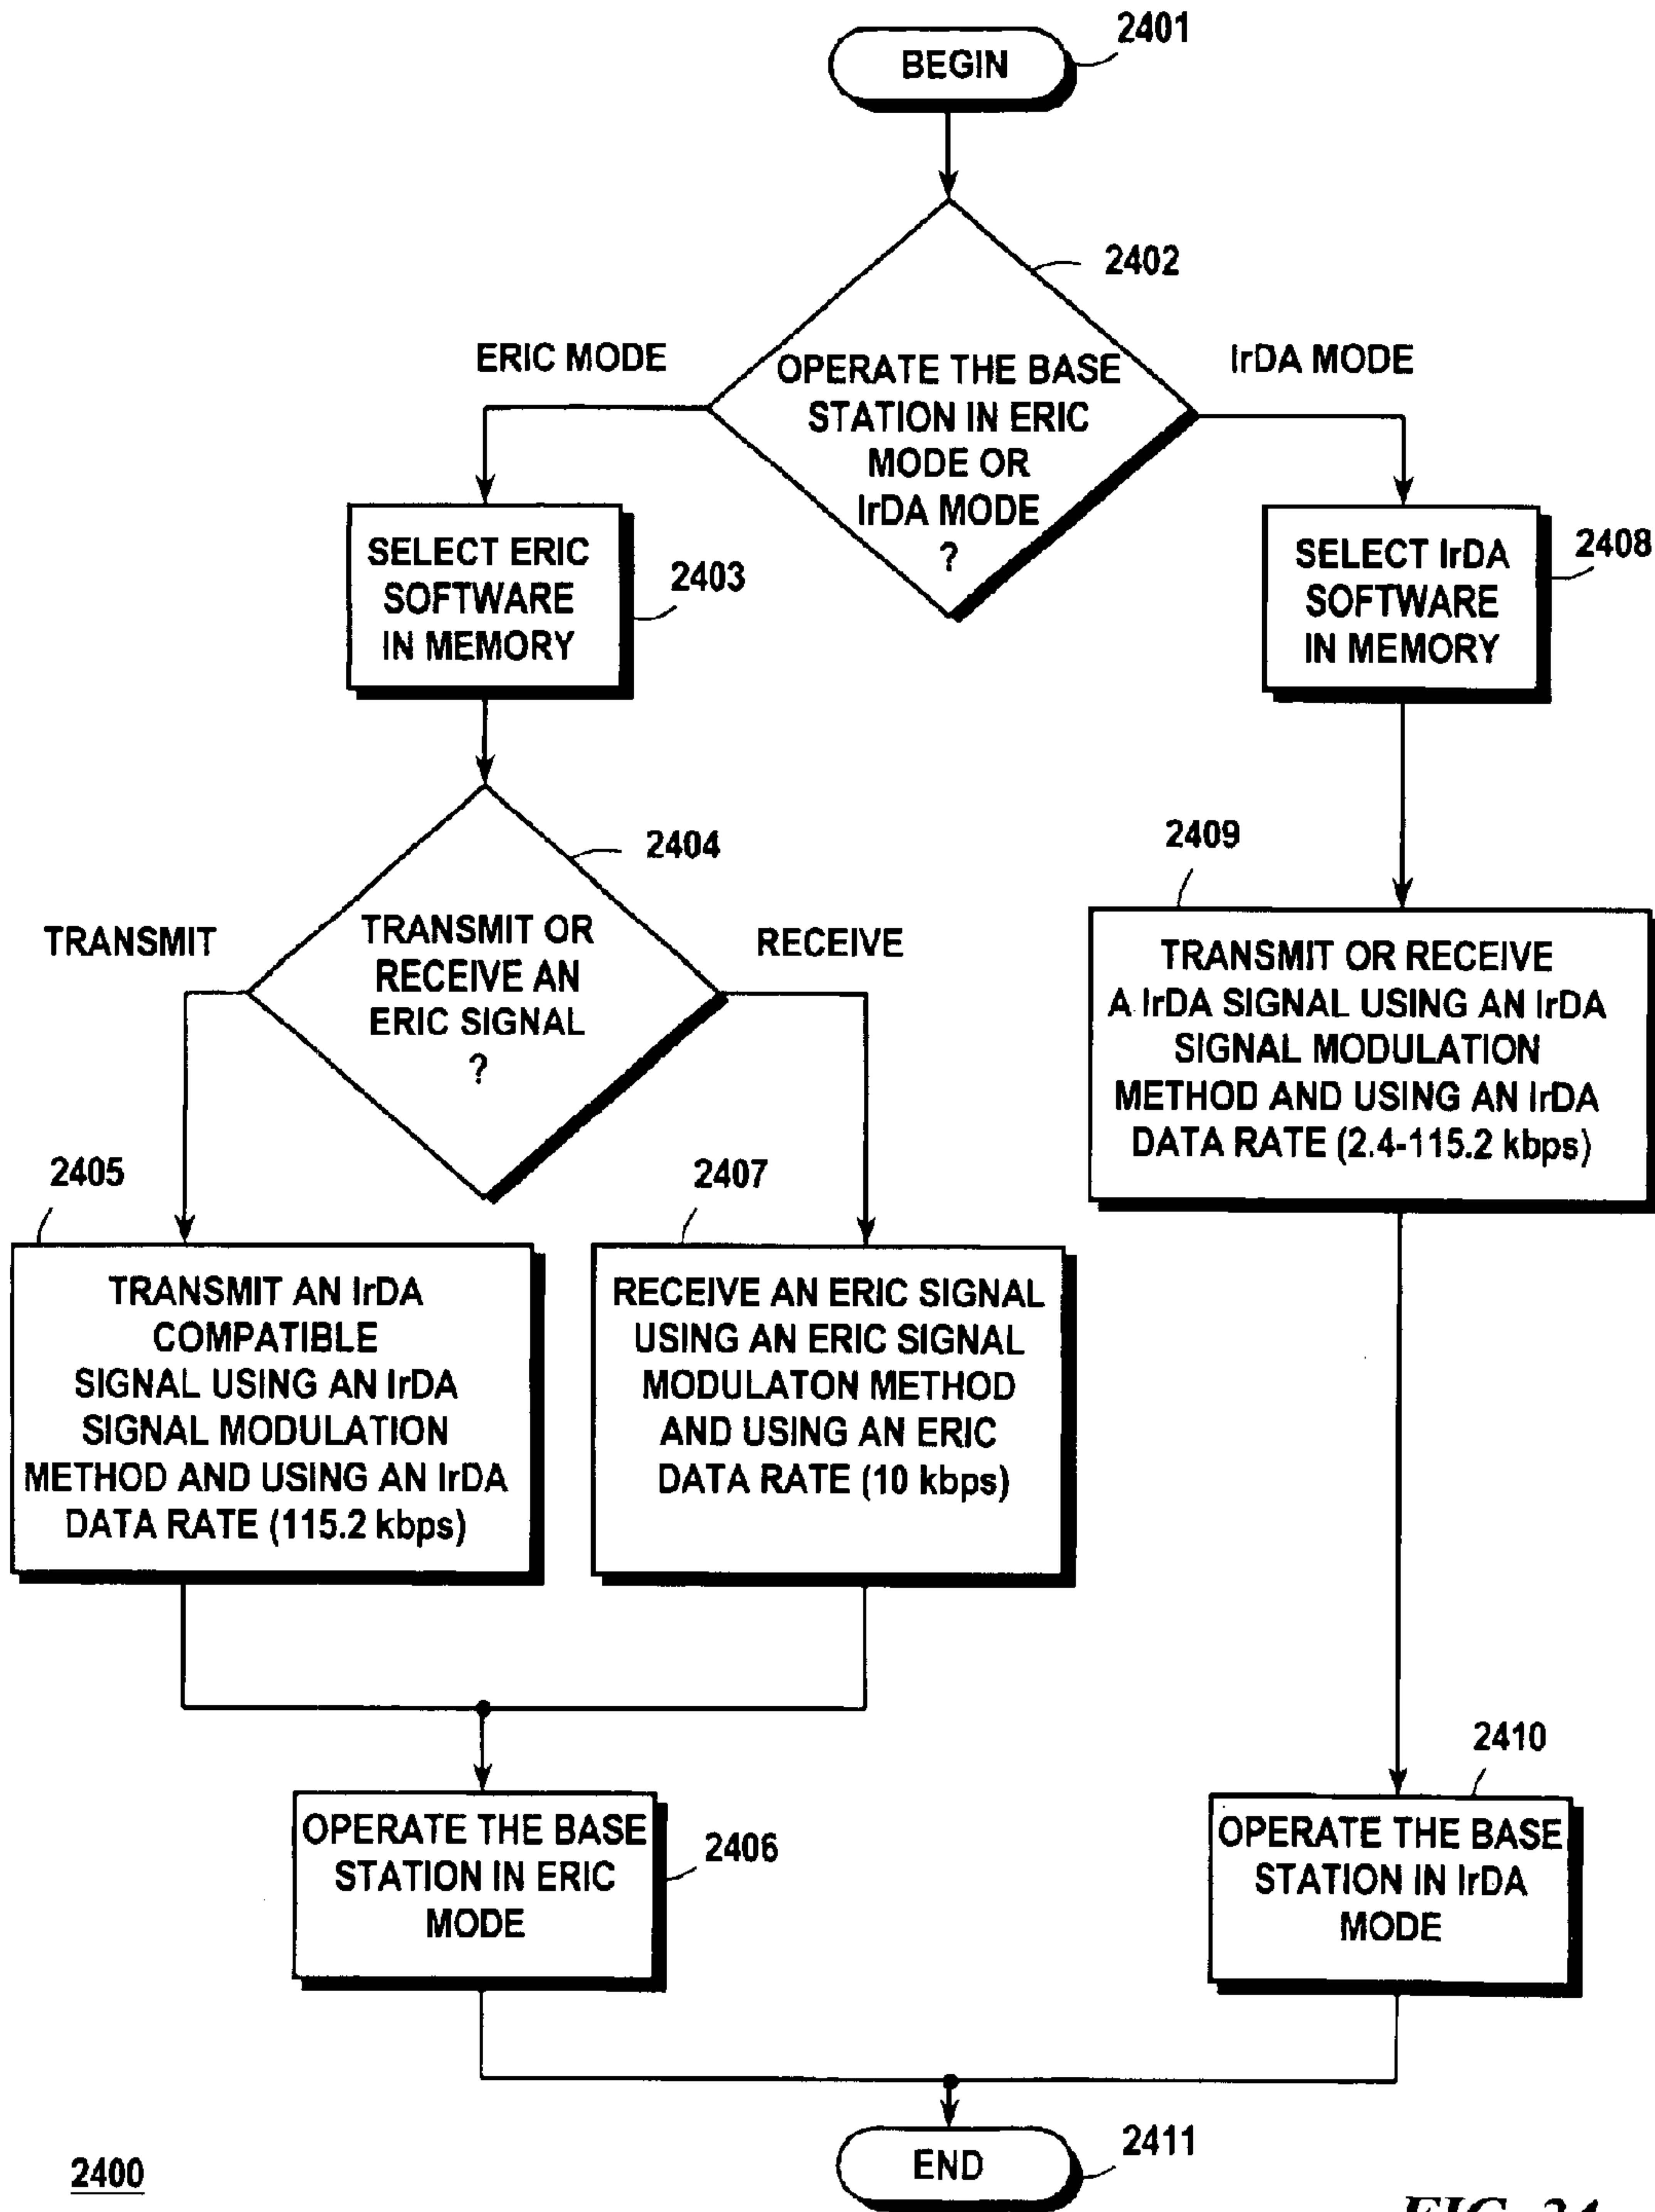 BEGIN
2401
2402
ERIC MODE
OPERATE THE BASE
STATION IN ERIC
MODE OR
IrDA MODE
?
IrDA MODE
SELECT ERIC
SOFTWARE
IN MEMORY
2403
SELECT IrDA
SOFTWARE
IN MEMORY
2408
2404
TRANSMIT
TRANSMIT OR
RECEIVE AN
ERIC SIGNAL
?
RECEIVE
2409
TRANSMIT OR RECEIVE
A IrDA SIGNAL USING AN IrDA
SIGNAL MODULATION
METHOD AND USING AN IrDA
DATA RATE (2.4-115.2 kbps)
2405
TRANSMIT AN IrDA
COMPATIBLE
SIGNAL USING AN IrDA
SIGNAL MODULATION
METHOD AND USING AN IrDA
DATA RATE (115.2 kbps)
2407
RECEIVE AN ERIC SIGNAL
USING AN ERIC SIGNAL
MODULATON METHOD
AND USING AN ERIC
DATA RATE (10 kbps)
OPERATE THE BASE
STATION IN ERIC
MODE
2406
2410
OPERATE THE BASE
STATION IN IrDA
MODE
END
2411
2400
FIG. 24